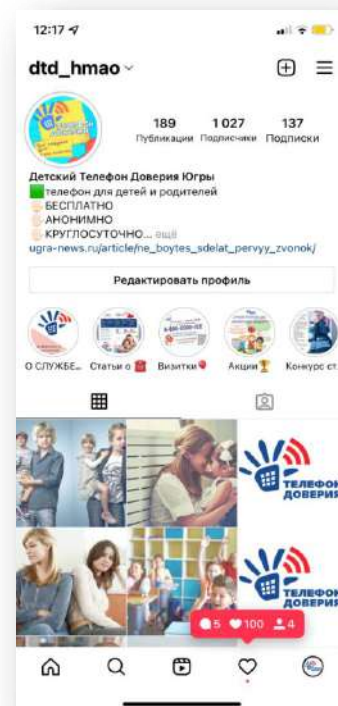 12:17
dtd_hmao
189
1 027
137
Публикации
Подписчики
Подписки
Детский Телефон Доверия Югры
телефон для детей и родителей
БЕСПЛАТНО
АНОНИМНО
КРУГЛОСУТОЧНО... ещё
ugra-news.ru/article/ne_boytes_sdelat_pervyy_zvonok/
Редактировать профиль
О СЛУЖБЕ...
Статьи о
Визитки
Акции
Конкурс ст...
ТЕЛЕФОН
ДОВЕРИЯ
ТЕЛЕФОН
ДОВЕРИЯ
5
100
4